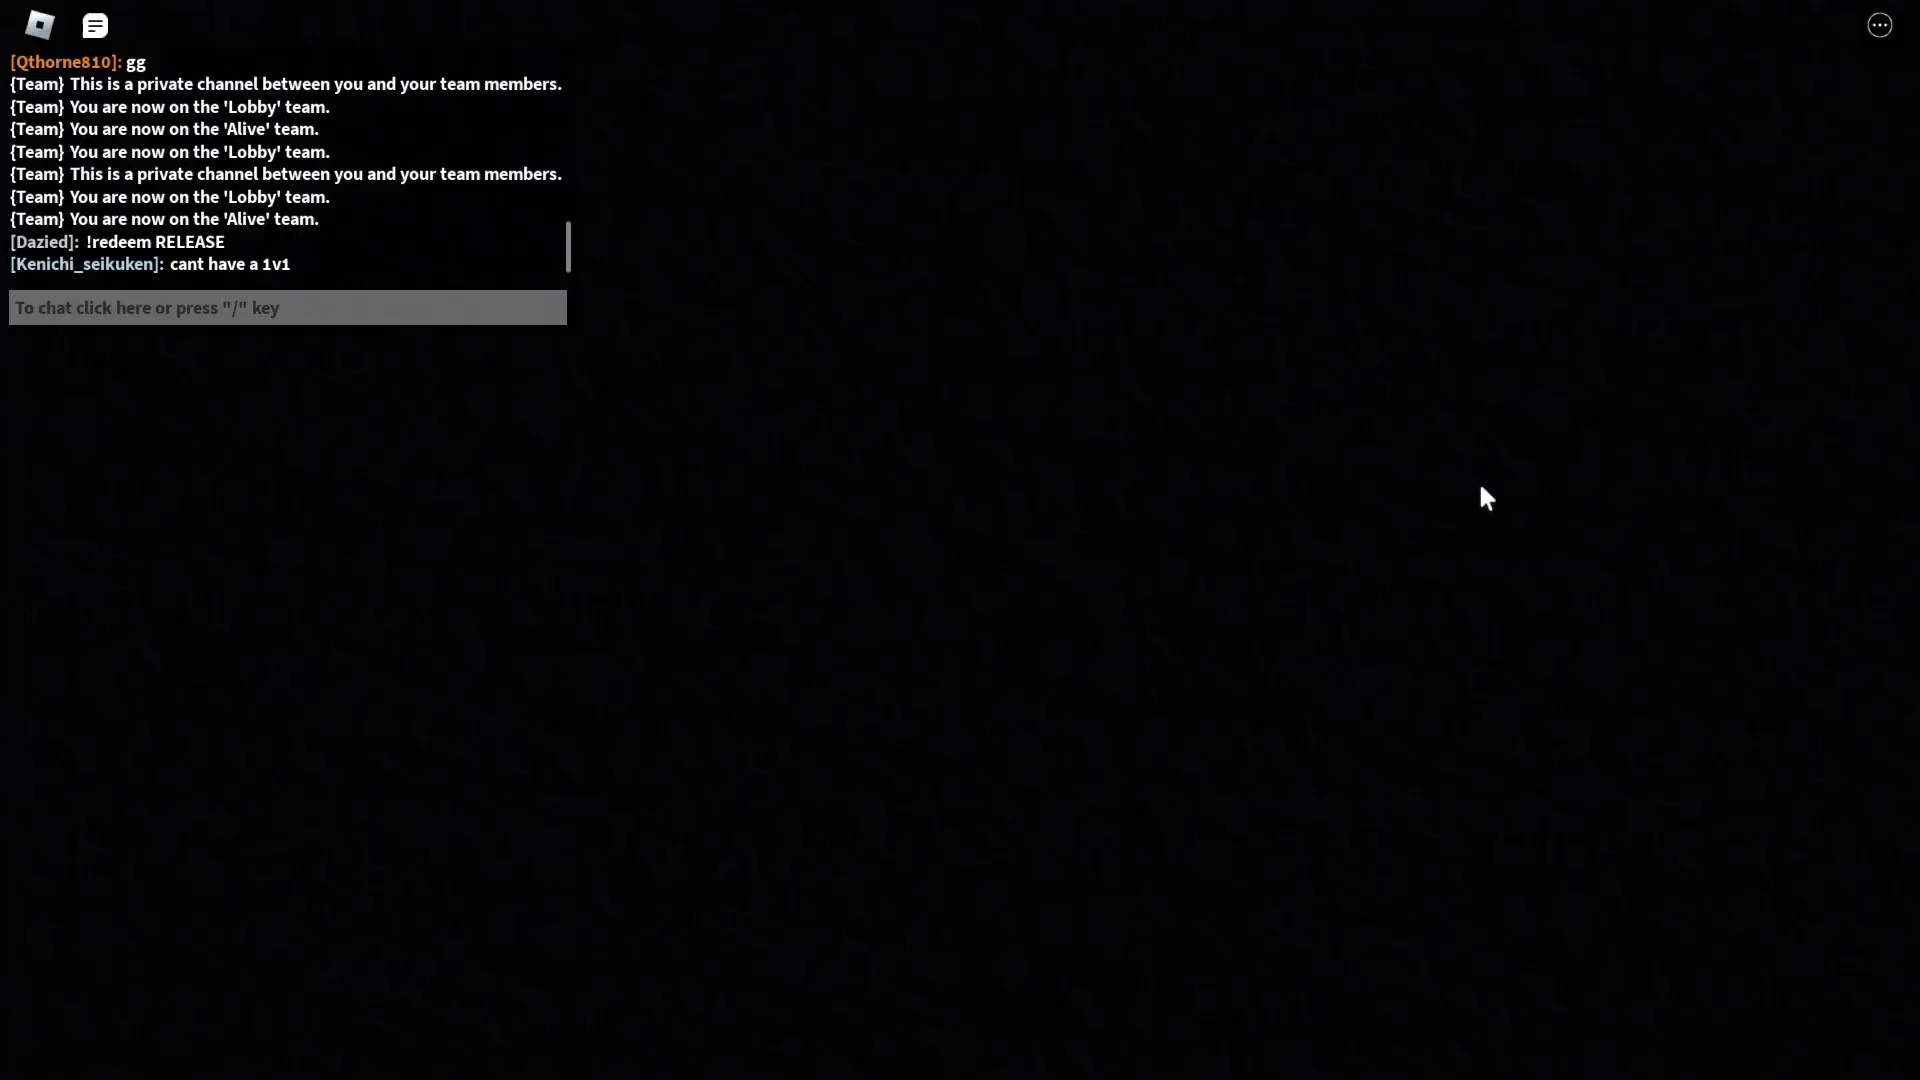 [Qthorne810]: gg
{Team} This is a private channel between you and your team members.
{Team} You are now on the 'Lobby' team.
{Team} You are now on the 'Alive' team.
{Team} You are now on the 'Lobby' team.
{Team} This is a private channel between you and your team members.
{Team} You are now on the 'Lobby' team.
{Team} You are now on the 'Alive' team.
[Dazied]: !redeem RELEASE
[Kenichi_seikuken]: cant have a 1v1
To chat click here or press "/" key